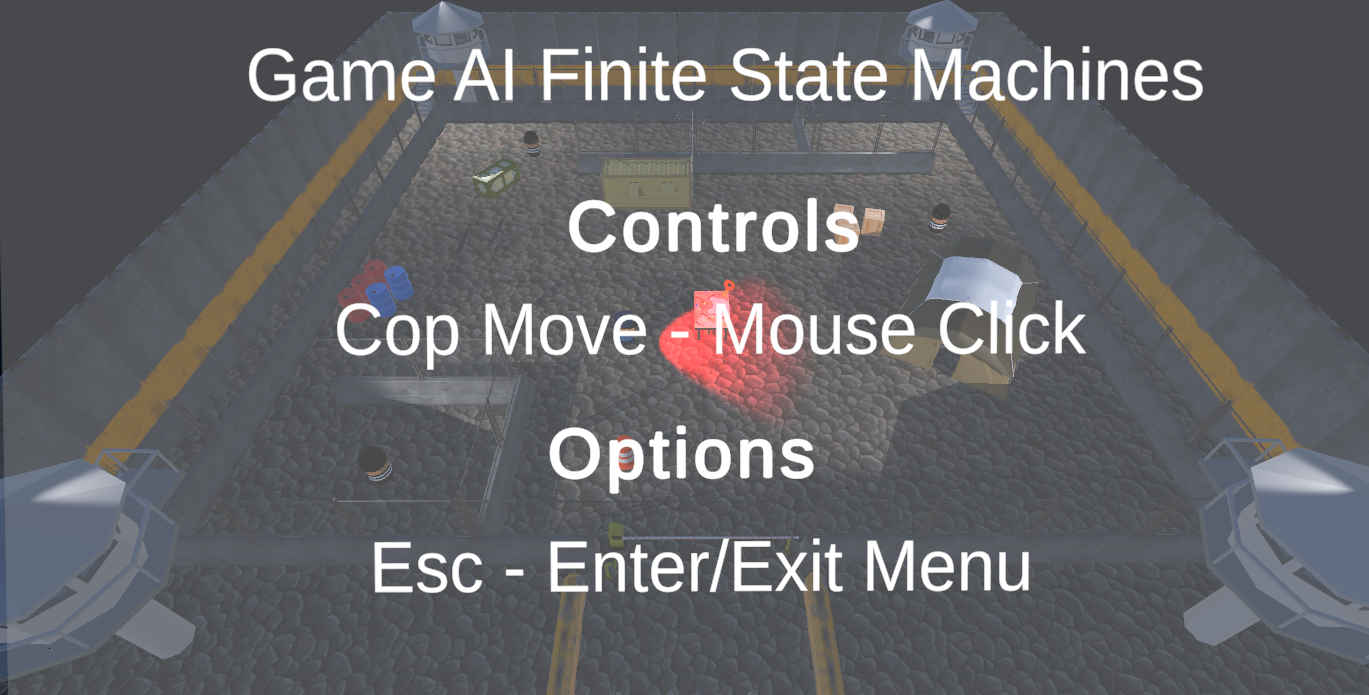 Game AI Finite State Machines
Controls
Cop Move - Mouse Click
Options
Esc - Enter/Exit Menu